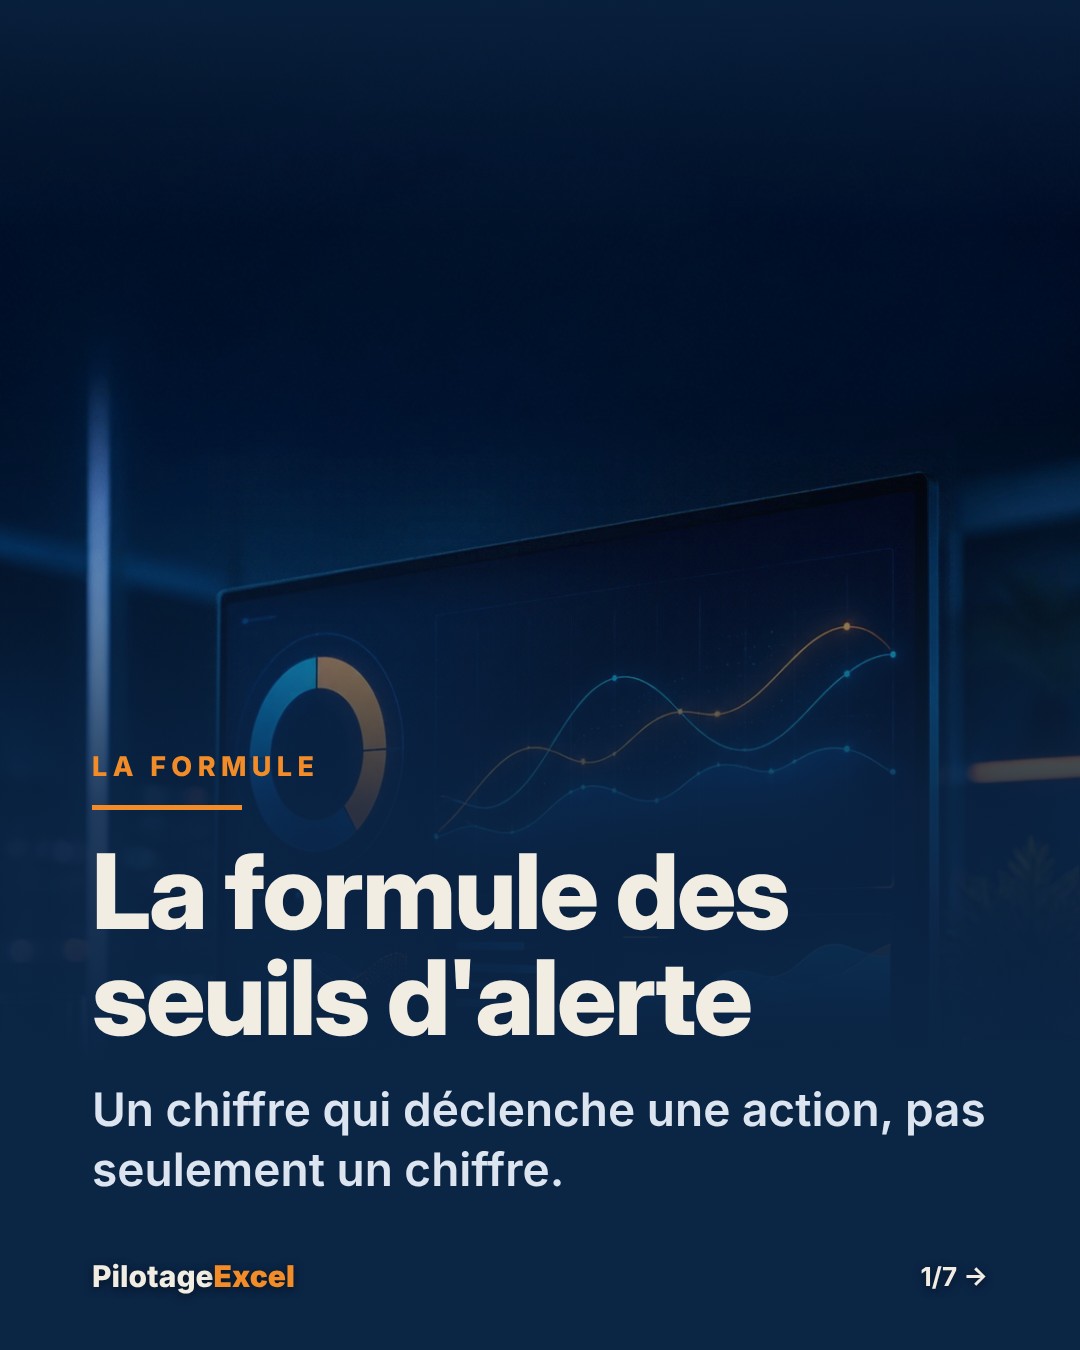 LA FORMULE
La formule des
seuils d'alerte
Un chiffre qui déclenche une action, pas
seulement un chiffre.
PilotageExcel
1/7 →